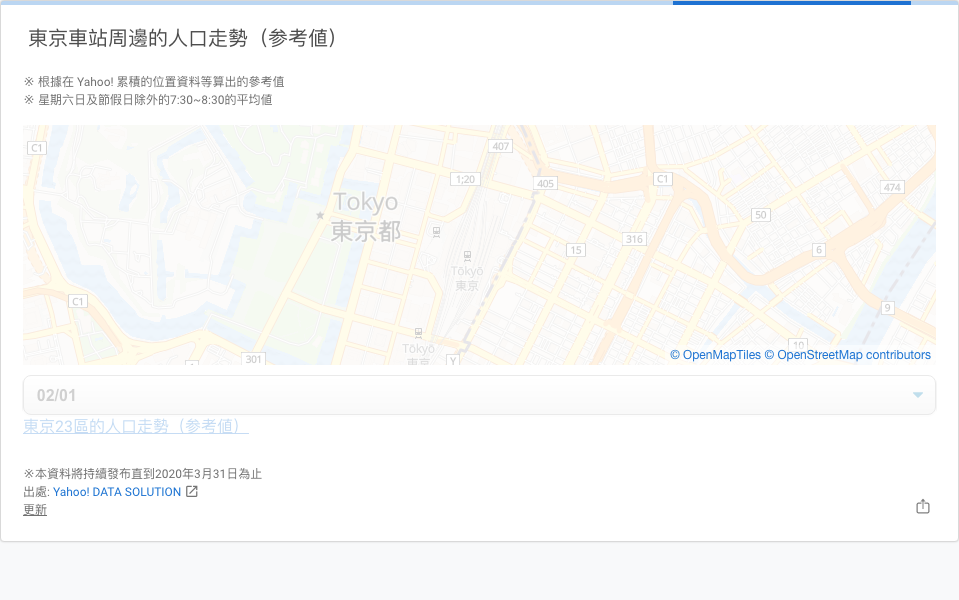 東京車站周邊的人口走勢（参考値）
※ 根據在 Yahoo! 累積的位置資料等算出的參考值
※ 星期六日及節假日除外的7:30~8:30的平均値
C1
407
1;20
405
C1
474
Tokyo
東京都
50
316
15
6
Tōkyō
東京
C1
9
Tōkyō
東京
10
301
Y
© OpenMapTiles © OpenStreetMap contributors
02/01
東京23區的人口走勢（参考値）
※本資料將持續發布直到2020年3月31日為止
出處: Yahoo! DATA SOLUTION
更新